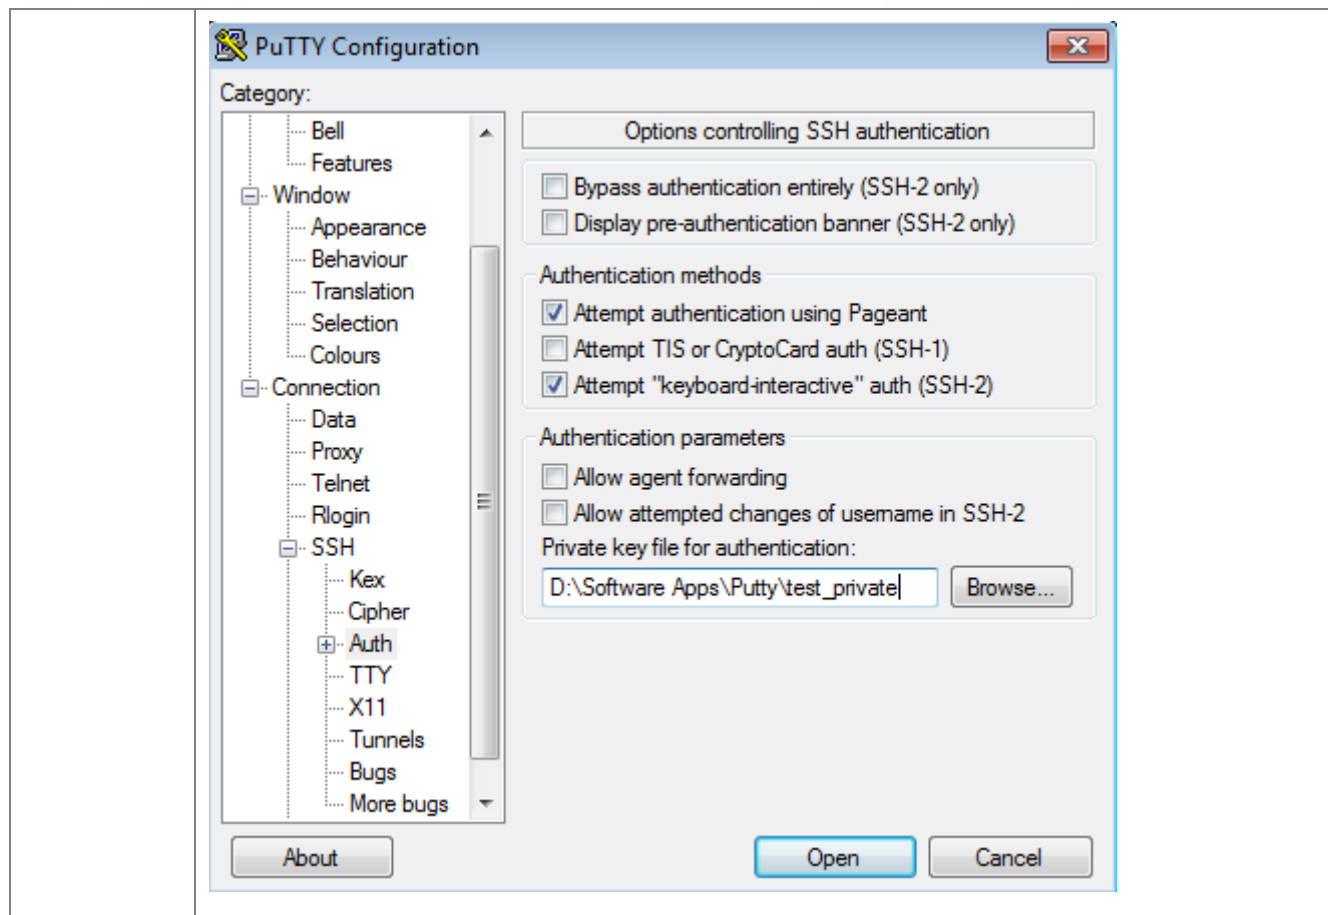 PuTTY Configuration
Category:
Bell
Features
Window
Appearance
Behaviour
Translation
Selection
Colours
Connection
Data
Proxy
Telnet
Rlogin
SSH
Kex
Cipher
Auth
TTY
X11
Tunnels
Bugs
More bugs
Options controlling SSH authentication
Bypass authentication entirely (SSH-2 only)
Display pre-authentication banner (SSH-2 only)
Authentication methods
Attempt authentication using Pageant
Attempt TIS or CryptoCard auth (SSH-1)
Attempt "keyboard-interactive" auth (SSH-2)
Authentication parameters
Allow agent forwarding
Allow attempted changes of username in SSH-2
Private key file for authentication:
D:\Software Apps\Putty\test_private
Browse...
About
Open
Cancel